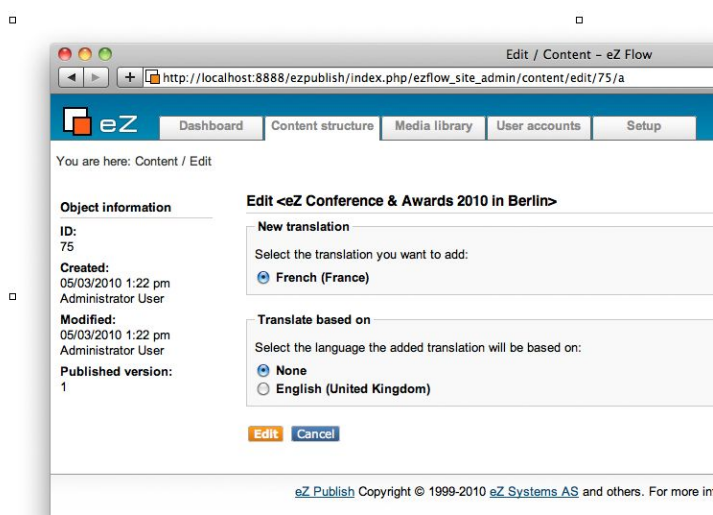 Edit / Content – eZ Flow
http://localhost:8888/ezpublish/index.php/ezflow_site_admin/content/edit/75/a
eZ Dashboard Content structure Media library User accounts Setup
You are here: Content / Edit
Object information
ID:
75
Created:
05/03/2010 1:22 pm
Administrator User
Modified:
05/03/2010 1:22 pm
Administrator User
Published version:
1
Edit <eZ Conference & Awards 2010 in Berlin>
New translation
Select the translation you want to add:
French (France)
Translate based on
Select the language the added translation will be based on:
None
English (United Kingdom)
Edit Cancel
eZ Publish Copyright © 1999-2010 eZ Systems AS and others. For more in